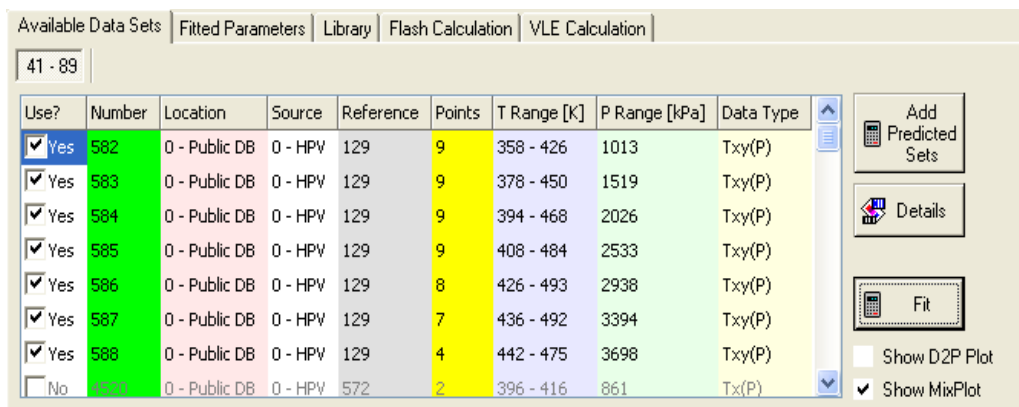 Available Data Sets Fitted Parameters Library Flash Calculation VLE Calculation
41 - 89
Use? Number Location Source Reference Points T Range [K] P Range [kPa] Data Type
Yes 582 0 - Public DB 0 - HPV 129 9 358 - 426 1013 Txy(P)
Yes 583 0 - Public DB 0 - HPV 129 9 378 - 450 1519 Txy(P)
Yes 584 0 - Public DB 0 - HPV 129 9 394 - 468 2026 Txy(P)
Yes 585 0 - Public DB 0 - HPV 129 9 408 - 484 2533 Txy(P)
Yes 586 0 - Public DB 0 - HPV 129 8 426 - 493 2938 Txy(P)
Yes 587 0 - Public DB 0 - HPV 129 7 436 - 492 3394 Txy(P)
Yes 588 0 - Public DB 0 - HPV 129 4 442 - 475 3698 Txy(P)
No 4520 0 - Public DB 0 - HPV 572 2 396 - 416 861 Tx(P)
Add
Predicted
Sets
Details
Fit
Show D2P Plot
Show MixPlot